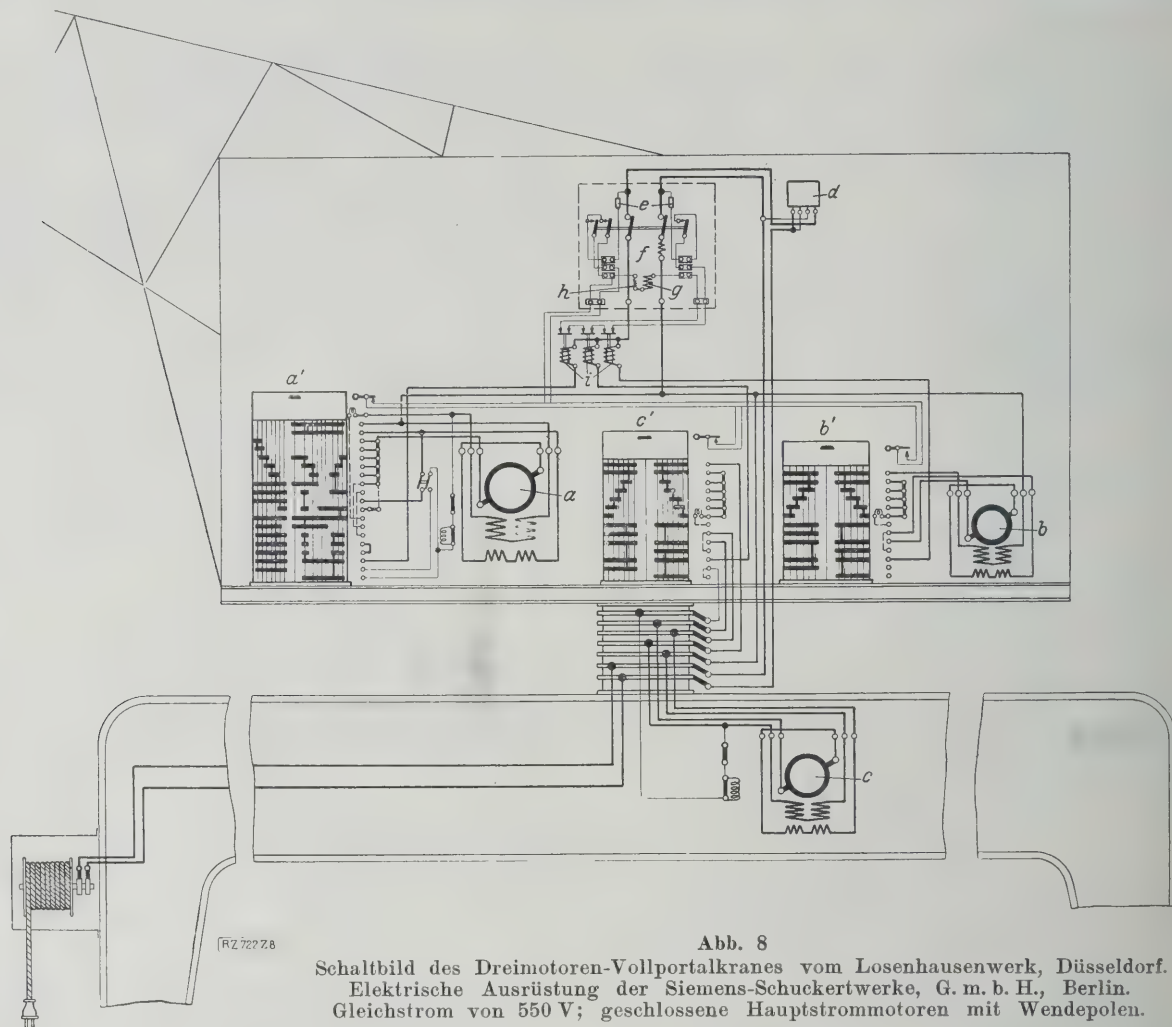 d
e
f
h
g
i
a'
c'
b'
a
b
c
RZ 722 Z 8
Abb. 8
Schaltbild des Dreimotoren-Vollportalkranes vom Losenhausenwerk, Düsseldorf.
Elektrische Ausrüstung der Siemens-Schuckertwerke, G. m. b. H., Berlin.
Gleichstrom von 550 V; geschlossene Hauptstrommotoren mit Wendepolen.